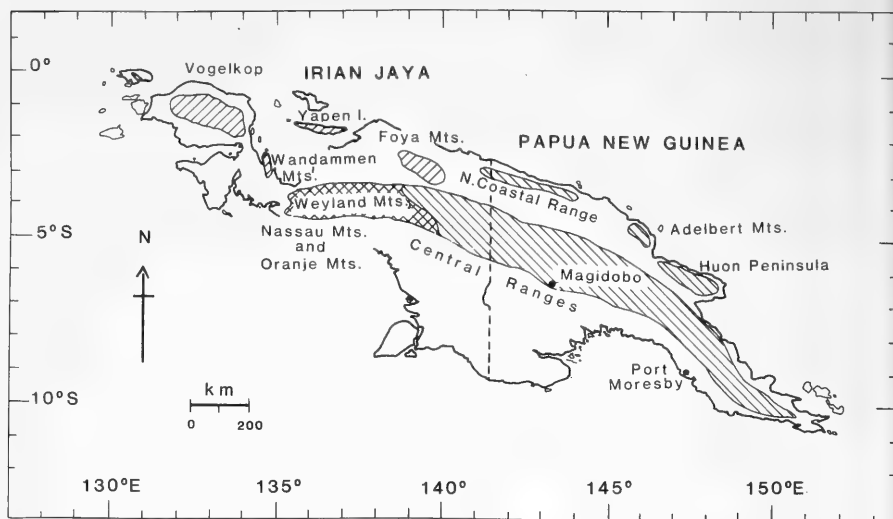 0°
Vogelkop
IRIAN JAYA
Yapen I.
Foya Mts.
PAPUA NEW GUINEA
Wandammen
Mts.
N. Coastal Range
Weyland Mts.
5°S
N
Nassau Mts.
and
Oranje Mts.
Central Ranges
Adelbert Mts.
Huon Peninsula
Magidobo
km
0 200
Port
Moresby
10°S
130°E 135°E 140°E 145°E 150°E